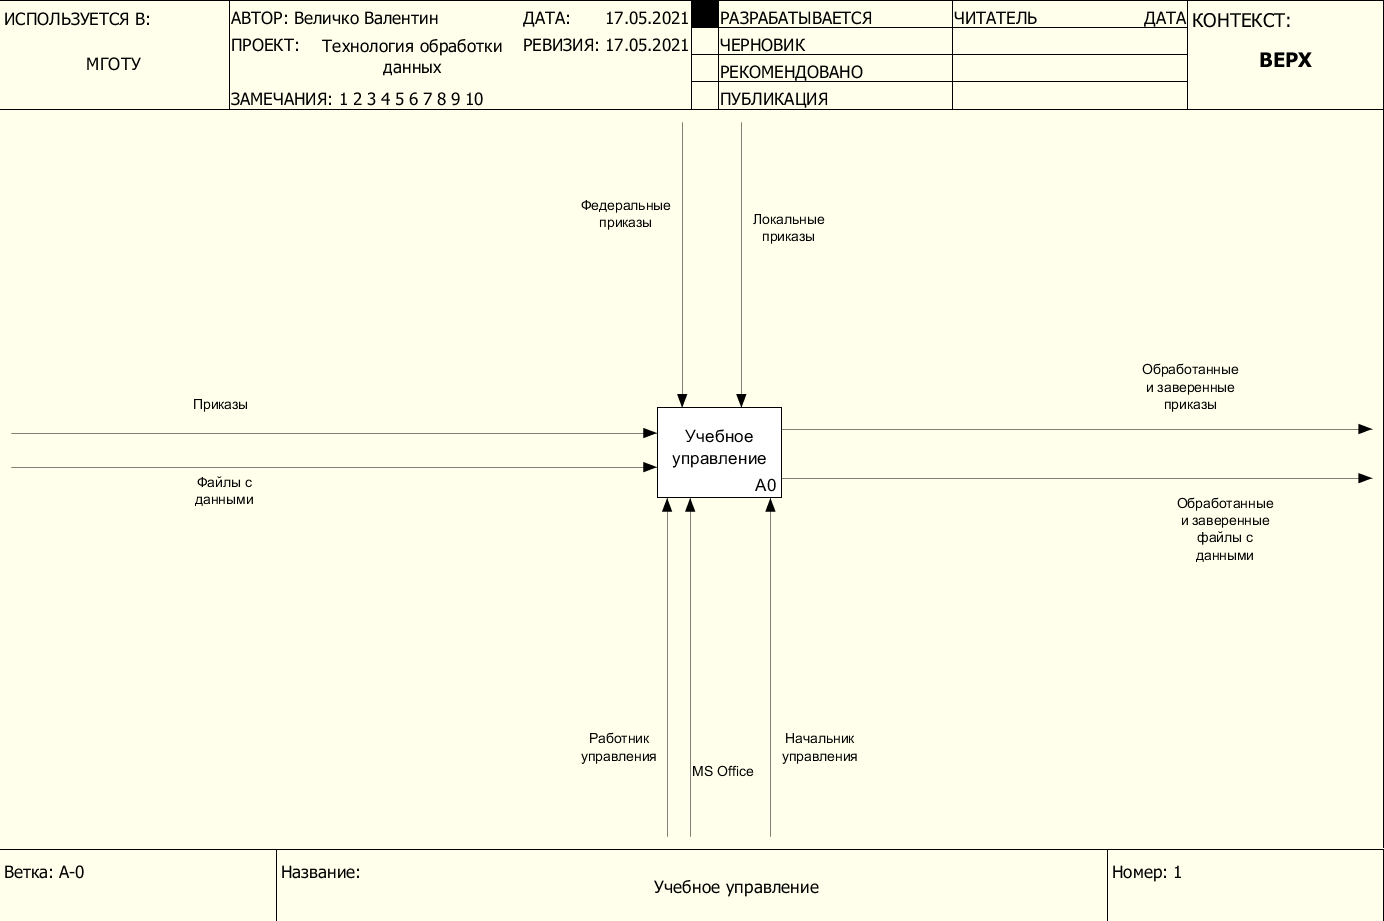 ИСПОЛЬЗУЕТСЯ В:
МГОТУ
АВТОР: Величко Валентин
ДАТА: 17.05.2021
ПРОЕКТ: Технология обработки
данных
РЕВИЗИЯ: 17.05.2021
ЗАМЕЧАНИЯ: 1 2 3 4 5 6 7 8 9 10
РАЗРАБАТЫВАЕТСЯ
ЧЕРНОВИК
РЕКОМЕНДОВАНО
ПУБЛИКАЦИЯ
ЧИТАТЕЛЬ ДАТА
КОНТЕКСТ:
ВЕРХ
Федеральные
приказы
Локальные
приказы
Приказы
Файлы с
данными
Учебное
управление
A0
Обработанные
и заверенные
приказы
Обработанные
и заверенные
файлы с
данными
Работник
управления
MS Office
Начальник
управления
Ветка: A-0
Название:
Учебное управление
Номер: 1